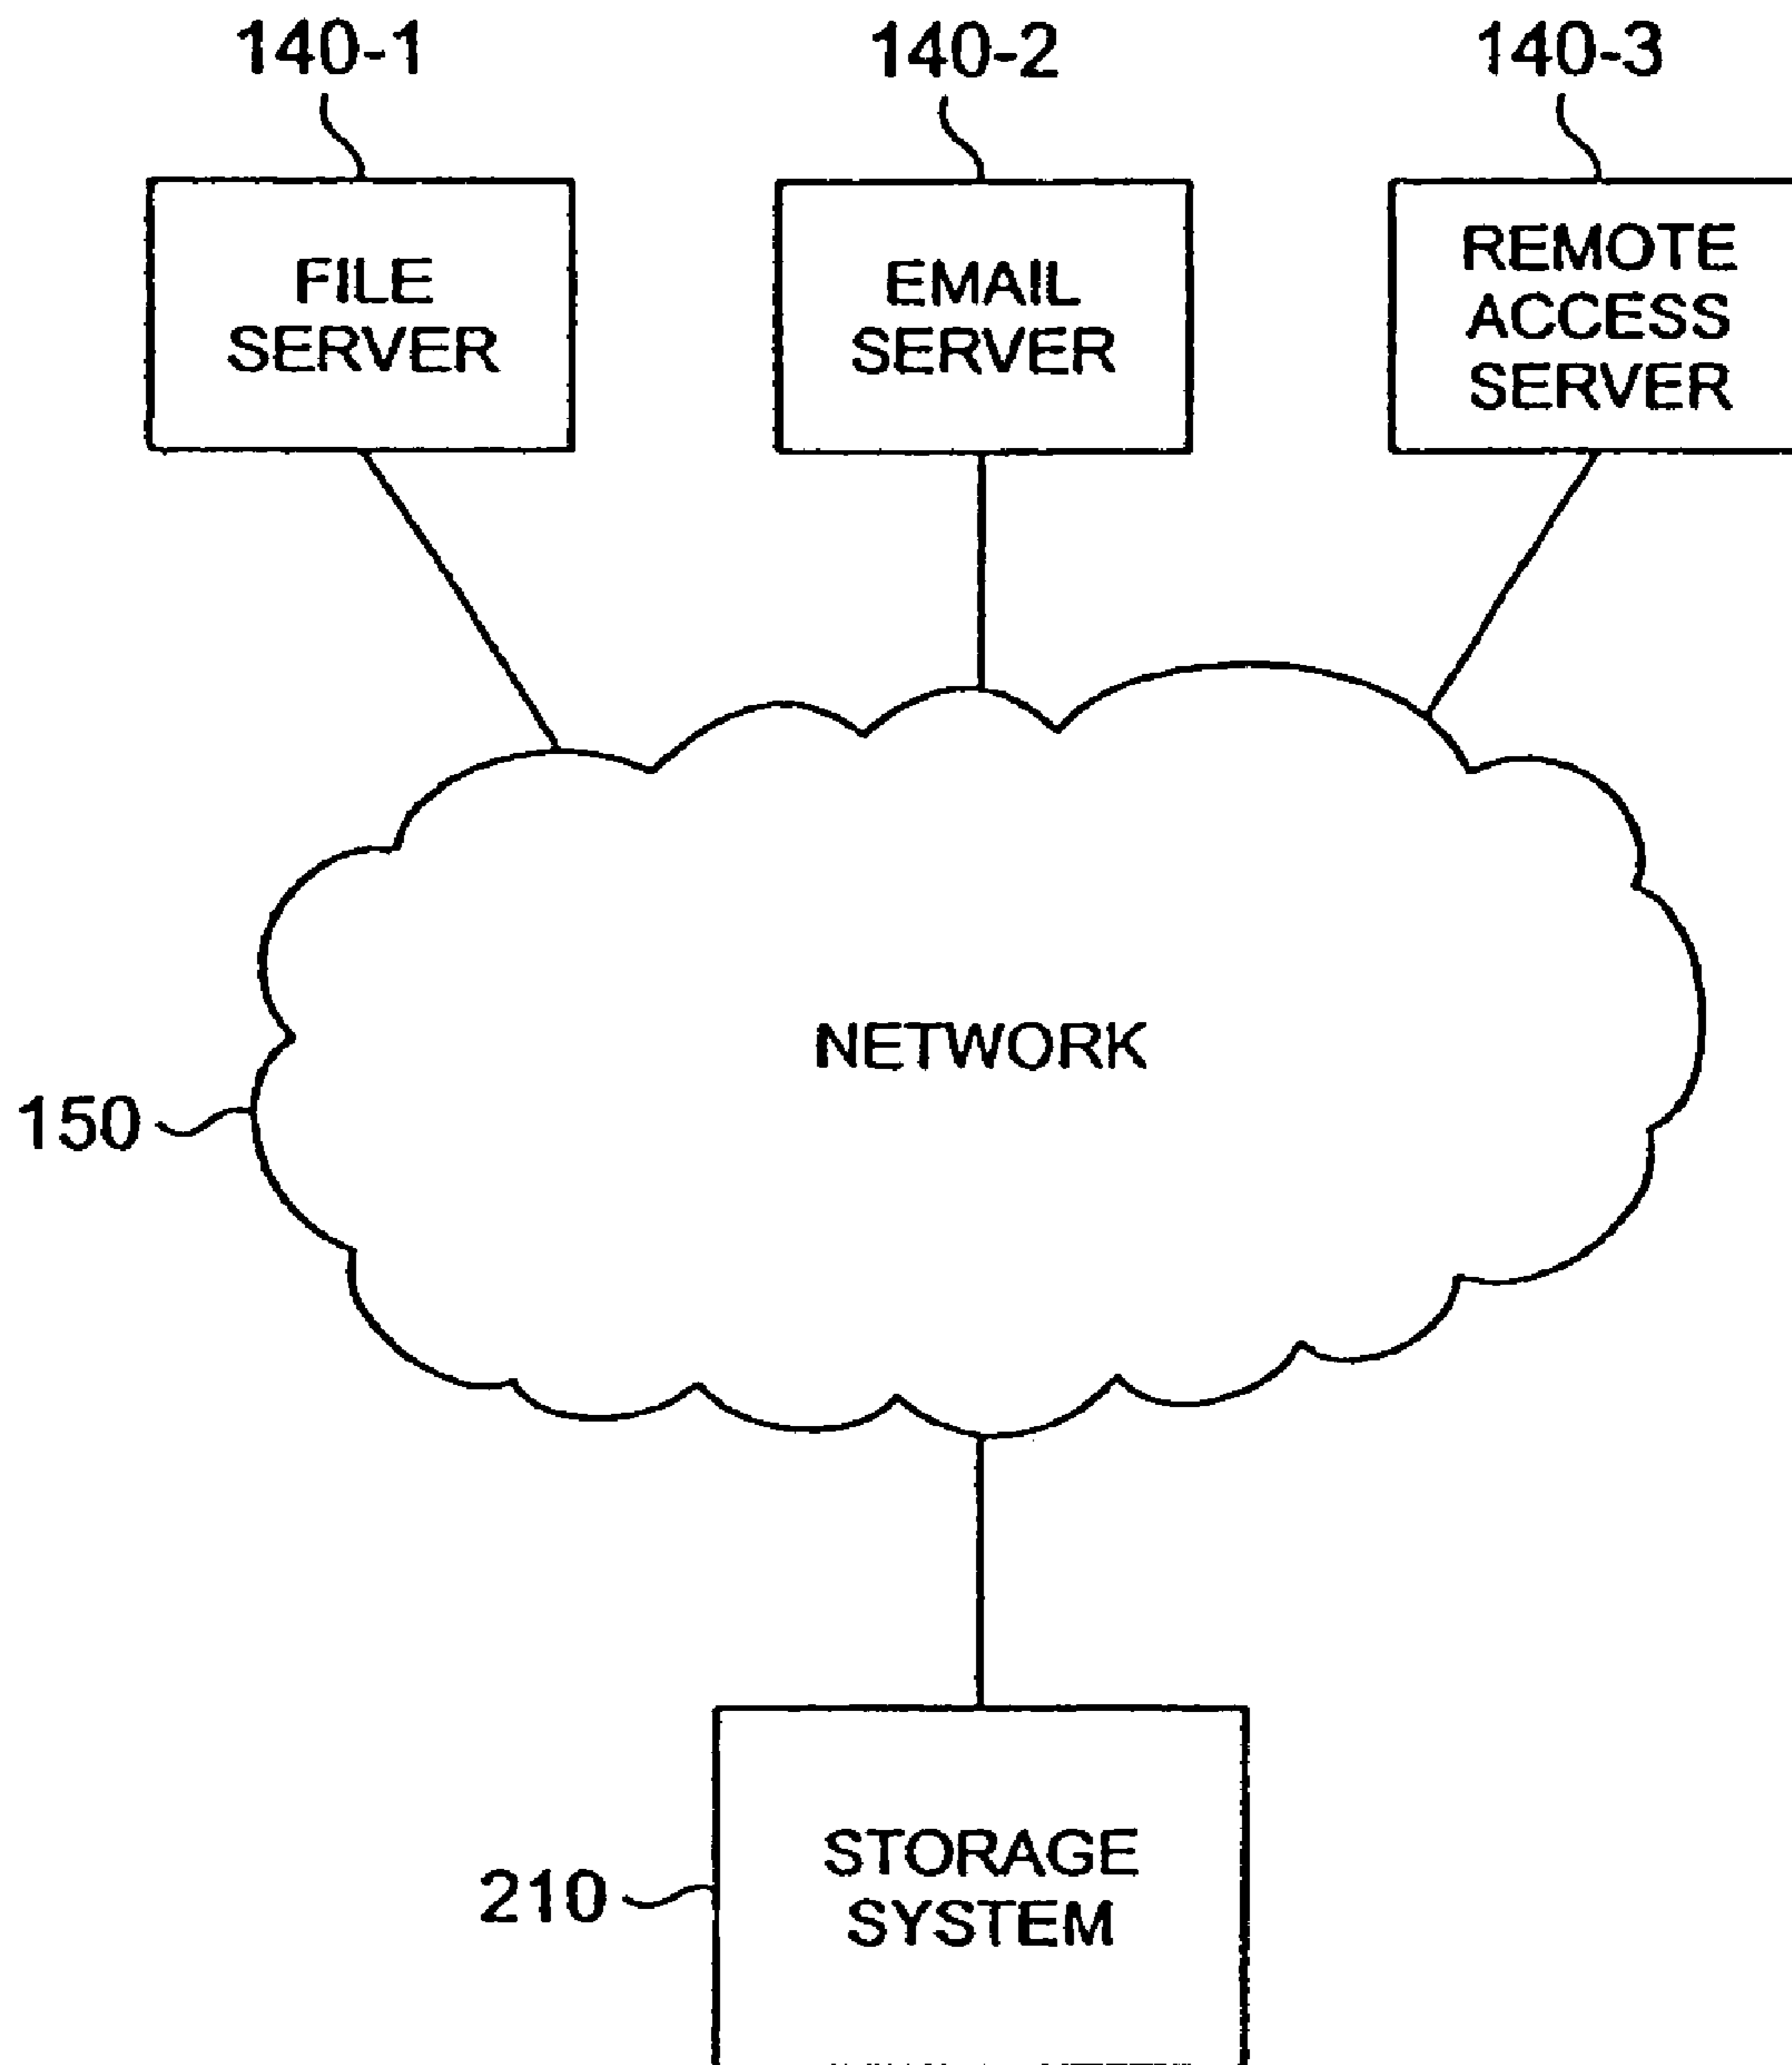 140-1
140-2
140-3
FILE
SERVER
EMAIL
SERVER
REMOTE
ACCESS
SERVER
NETWORK
150
STORAGE
SYSTEM
210